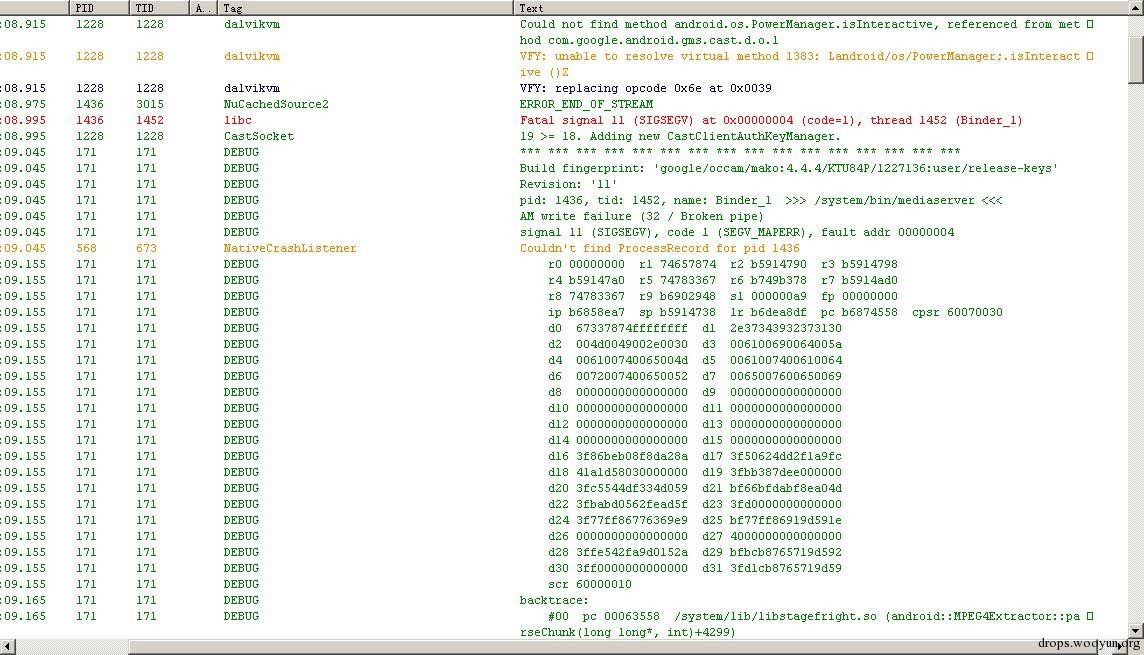 PID TID A.. Tag Text
:08.915 1228 1228 dalvikvm Could not find method android.os.PowerManager.isInteractive, referenced from met
hod com.google.android.gms.cast.d.o.l
:08.915 1228 1228 dalvikvm VFY: unable to resolve virtual method 1383: Landroid/os/PowerManager;.isInteract
ive ()Z
:08.915 1228 1228 dalvikvm VFY: replacing opcode 0x6e at 0x0039
:08.975 1436 3015 NuCachedSource2 ERROR_END_OF_STREAM
:08.995 1436 1452 libc Fatal signal 11 (SIGSEGV) at 0x00000004 (code=1), thread 1452 (Binder_1)
:08.995 1228 1228 CastSocket 19 >= 18. Adding new CastClientAuthKeyManager.
:09.045 171 171 DEBUG *** *** *** *** *** *** *** *** *** *** *** *** *** *** *** ***
:09.045 171 171 DEBUG Build fingerprint: 'google/occam/mako:4.4.4/KTU84P/1227136:user/release-keys'
:09.045 171 171 DEBUG Revision: '11'
:09.045 171 171 DEBUG pid: 1436, tid: 1452, name: Binder_1 >>> /system/bin/mediaserver <<<
:09.045 171 171 DEBUG AM write failure (32 / Broken pipe)
:09.045 171 171 DEBUG signal 11 (SIGSEGV), code 1 (SEGV_MAPERR), fault addr 00000004
:09.045 568 673 NativeCrashListener Couldn't find ProcessRecord for pid 1436
:09.155 171 171 DEBUG r0 00000000 r1 74657874 r2 b5914790 r3 b5914798
:09.155 171 171 DEBUG r4 b59147a0 r5 74783367 r6 b749b378 r7 b5914ad0
:09.155 171 171 DEBUG r8 74783367 r9 b6902948 sl 000000a9 fp 00000000
:09.155 171 171 DEBUG ip b6858ea7 sp b5914738 lr b6dea8df pc b6874558 cpsr 60070030
:09.155 171 171 DEBUG d0 67337874ffffffff d1 2e37343932373130
:09.155 171 171 DEBUG d2 004d0049002e0030 d3 006100690064005a
:09.155 171 171 DEBUG d4 006100740065004d d5 0061007400610064
:09.155 171 171 DEBUG d6 0072007400650052 d7 0065007600650069
:09.155 171 171 DEBUG d8 0000000000000000 d9 0000000000000000
:09.155 171 171 DEBUG d10 0000000000000000 d11 0000000000000000
:09.155 171 171 DEBUG d12 0000000000000000 d13 0000000000000000
:09.155 171 171 DEBUG d14 0000000000000000 d15 0000000000000000
:09.155 171 171 DEBUG d16 3f86beb08f8da28a d17 3f50624dd2f1a9fc
:09.155 171 171 DEBUG d18 41a1d58030000000 d19 3fbb387dee000000
:09.155 171 171 DEBUG d20 3fc5544df334d059 d21 bf66bfdabf8ea04d
:09.155 171 171 DEBUG d22 3fbabd0562fead5f d23 3fd0000000000000
:09.155 171 171 DEBUG d24 3f77ff86776369e9 d25 bf77ff86919d591e
:09.155 171 171 DEBUG d26 0000000000000000 d27 4000000000000000
:09.155 171 171 DEBUG d28 3ffe542fa9d0152a d29 bfbcb8765719d592
:09.155 171 171 DEBUG d30 3ff0000000000000 d31 3fd1cb8765719d59
:09.155 171 171 DEBUG scr 60000010
:09.165 171 171 DEBUG backtrace:
:09.165 171 171 DEBUG #00 pc 00063558 /system/lib/libstagefright.so (android::MPEG4Extractor::pa
rseChunk(long long*, int)+4299)
drops.wooyun.org